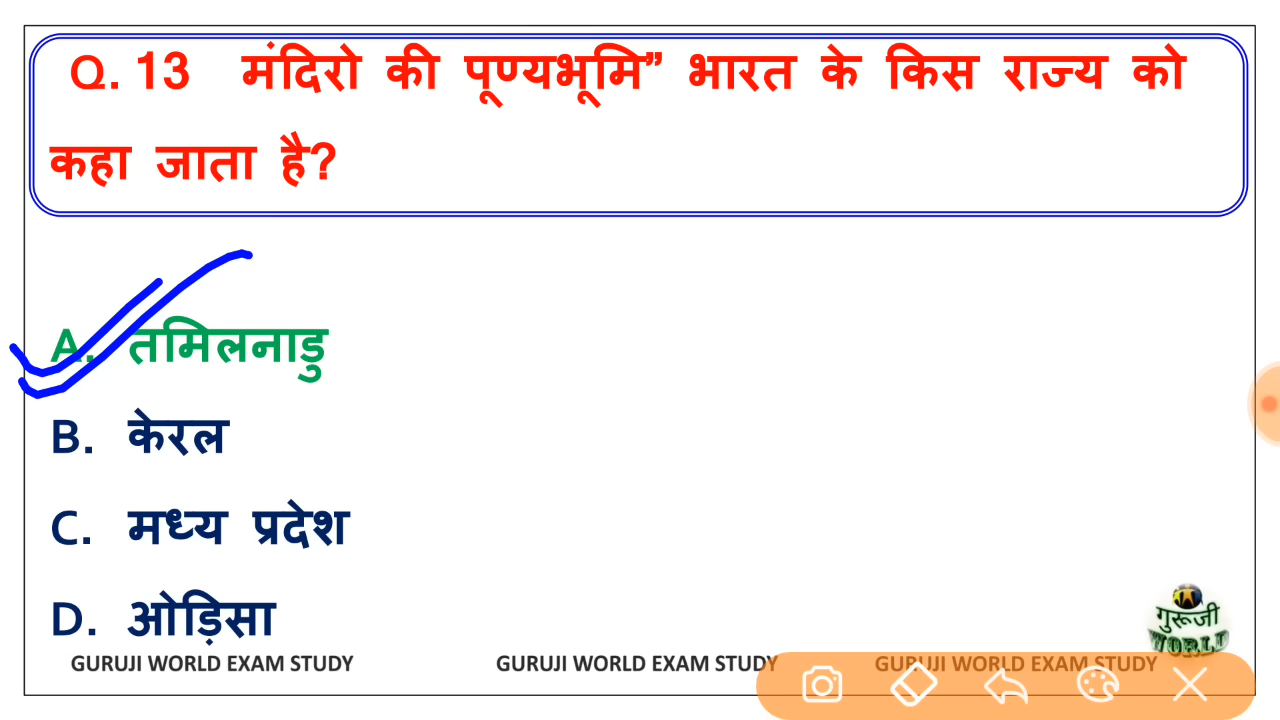 Q. 13 मंदिरो की पूण्यभूमि” भारत के किस राज्य को
कहा जाता है?
A. तमिलनाडु
B. केरल
C. मध्य प्रदेश
D. ओड़िसा
गुरूजी
WORLD
GURUJI WORLD EXAM STUDY GURUJI WORLD EXAM STUDY GURUJI WORLD EXAM STUDY